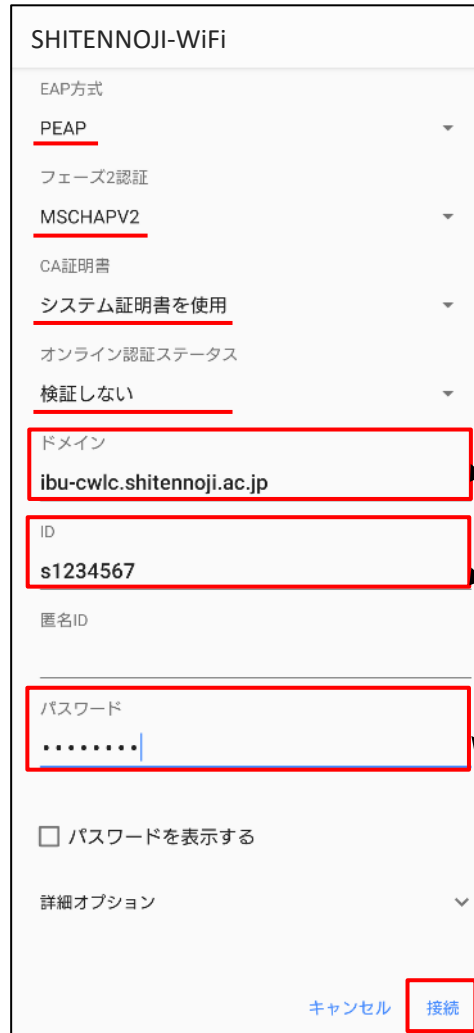 SHITENNOJI-WiFi
EAP方式
PEAP
フェーズ2認証
MSCHAPV2
CA証明書
システム証明書を使用
オンライン認証ステータス
検証しない
ドメイン
ibu-cwlc.shitennoji.ac.jp
ID
s1234567
匿名ID
パスワード
••••••••
パスワードを表示する
詳細オプション
キャンセル 接続